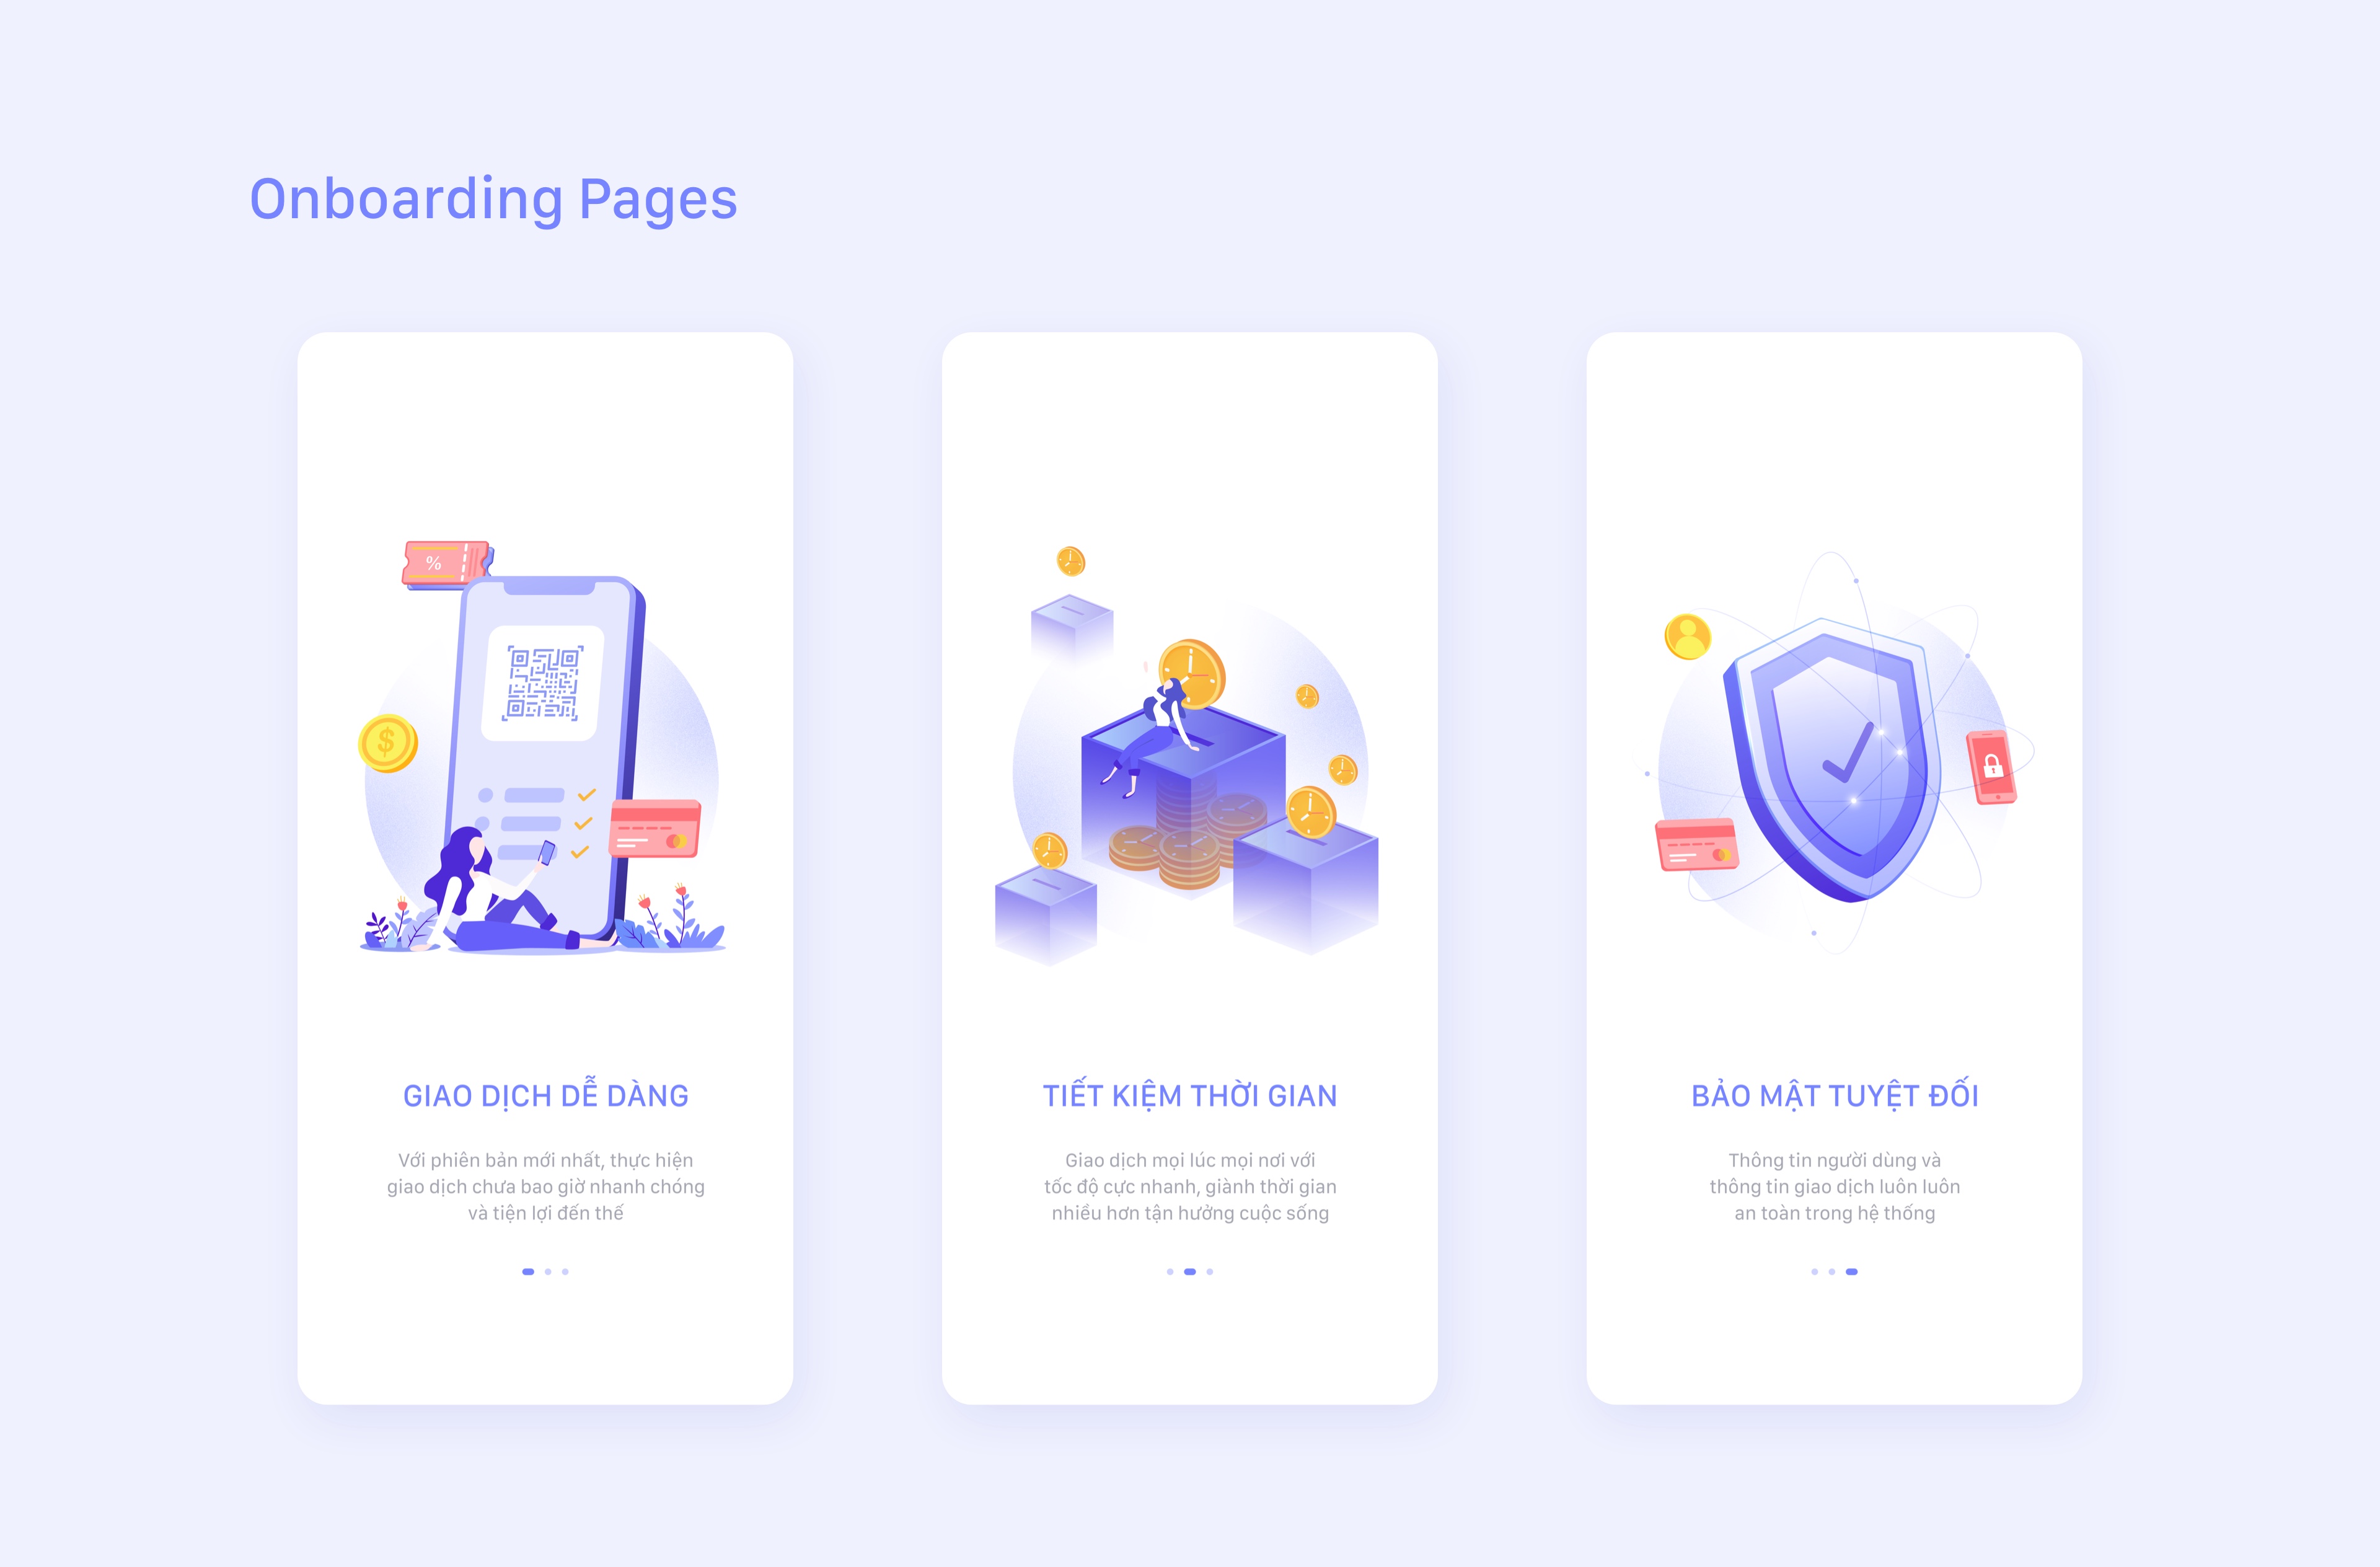 Onboarding Pages
%
$
GIAO DỊCH DỄ DÀNG
Với phiên bản mới nhất, thực hiện
giao dịch chưa bao giờ nhanh chóng
và tiện lợi đến thế
TIẾT KIỆM THỜI GIAN
Giao dịch mọi lúc mọi nơi với
tốc độ cực nhanh, giành thời gian
nhiều hơn tận hưởng cuộc sống
BẢO MẬT TUYỆT ĐỐI
Thông tin người dùng và
thông tin giao dịch luôn luôn
an toàn trong hệ thống